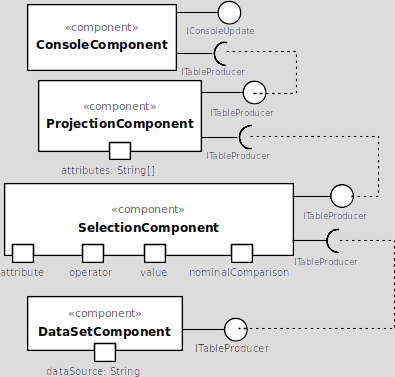 «component»
ConsoleComponent
IConsoleUpdate
ITableProducer
«component»
ProjectionComponent
ITableProducer
ITableProducer
attributes: String[]
«component»
SelectionComponent
ITableProducer
ITableProducer
attribute operator value nominalComparison
«component»
DataSetComponent
ITableProducer
dataSource: String